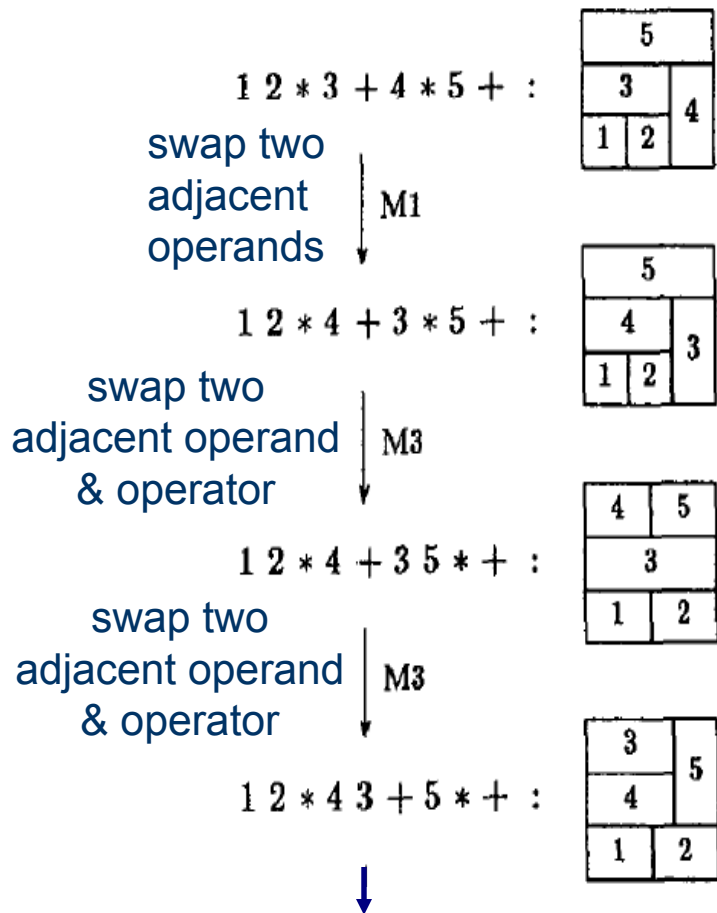 5
1 2 * 3 + 4 * 5 + :
3
4
1 2
swap two
adjacent
operands
M1
5
1 2 * 4 + 3 * 5 + :
4
3
1 2
swap two
adjacent operand
& operator
M3
4 5
1 2 * 4 + 3 5 * + :
3
1 2
swap two
adjacent operand
& operator
M3
3
5
1 2 * 4 3 + 5 * + :
4
1 2